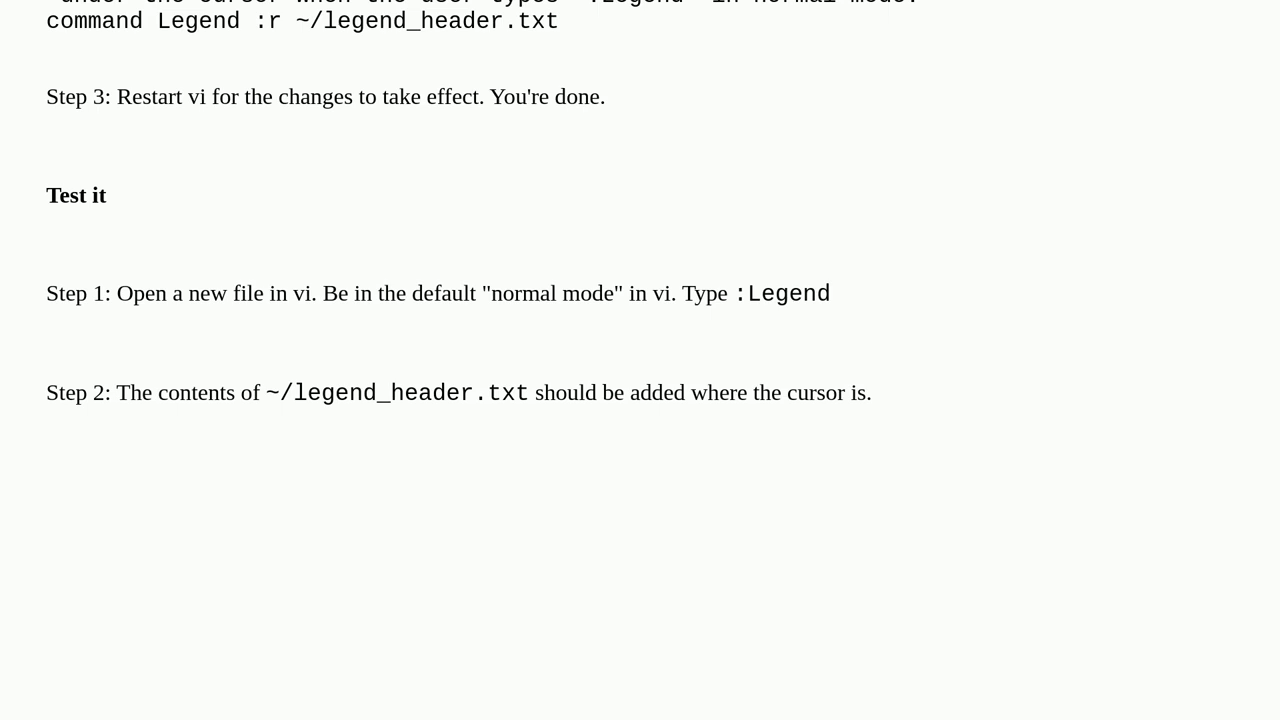 command Legend :r ~/legend_header.txt
Step 3: Restart vi for the changes to take effect. You're done.
Test it
Step 1: Open a new file in vi. Be in the default "normal mode" in vi. Type :Legend
Step 2: The contents of ~/legend_header.txt should be added where the cursor is.